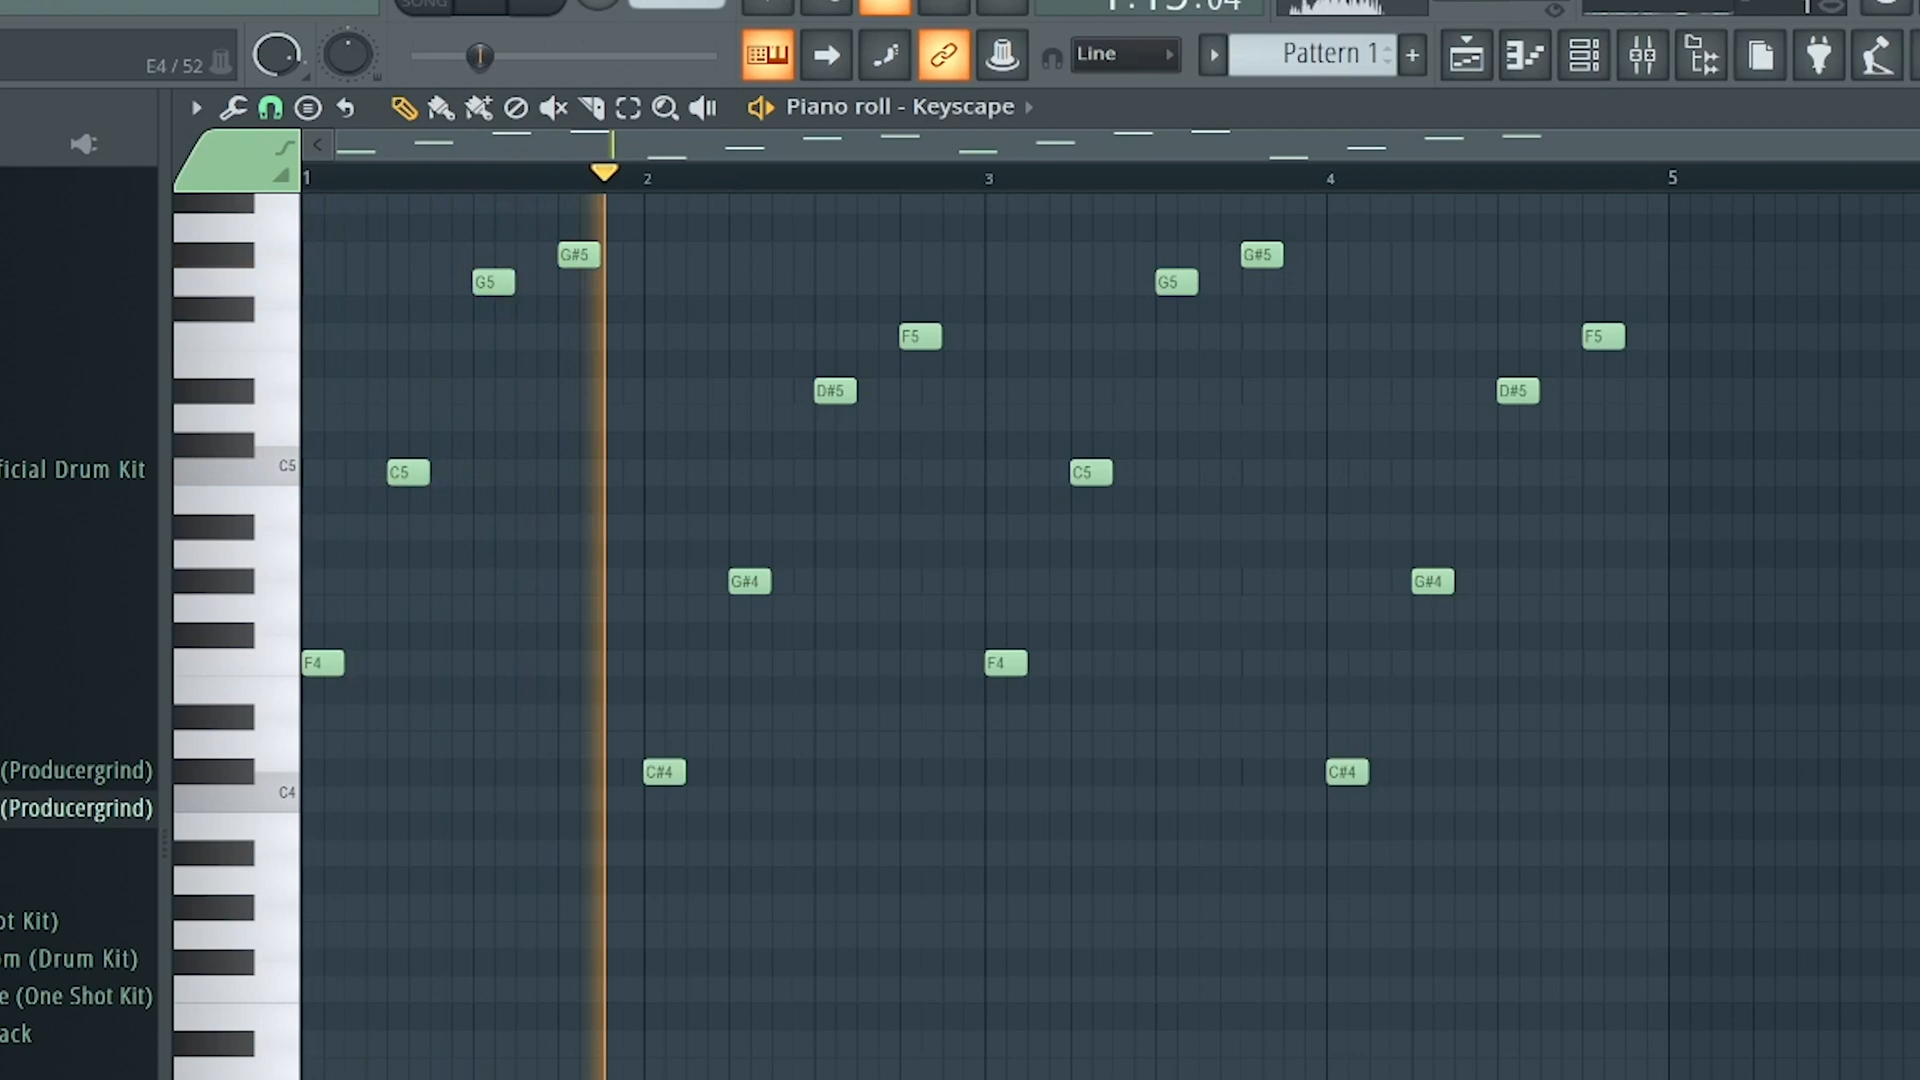 SONG
E4 / 52
Line
Pattern 1
+
Piano roll - Keyscape
1
2
3
4
5
G#5
G#5
G5
G5
F5
F5
D#5
D#5
C5
C5
C5
ficial Drum Kit
G#4
G#4
F4
F4
C#4
C#4
(Producergrind)
C4
(Producergrind)
ot Kit)
om (Drum Kit)
e (One Shot Kit)
ack